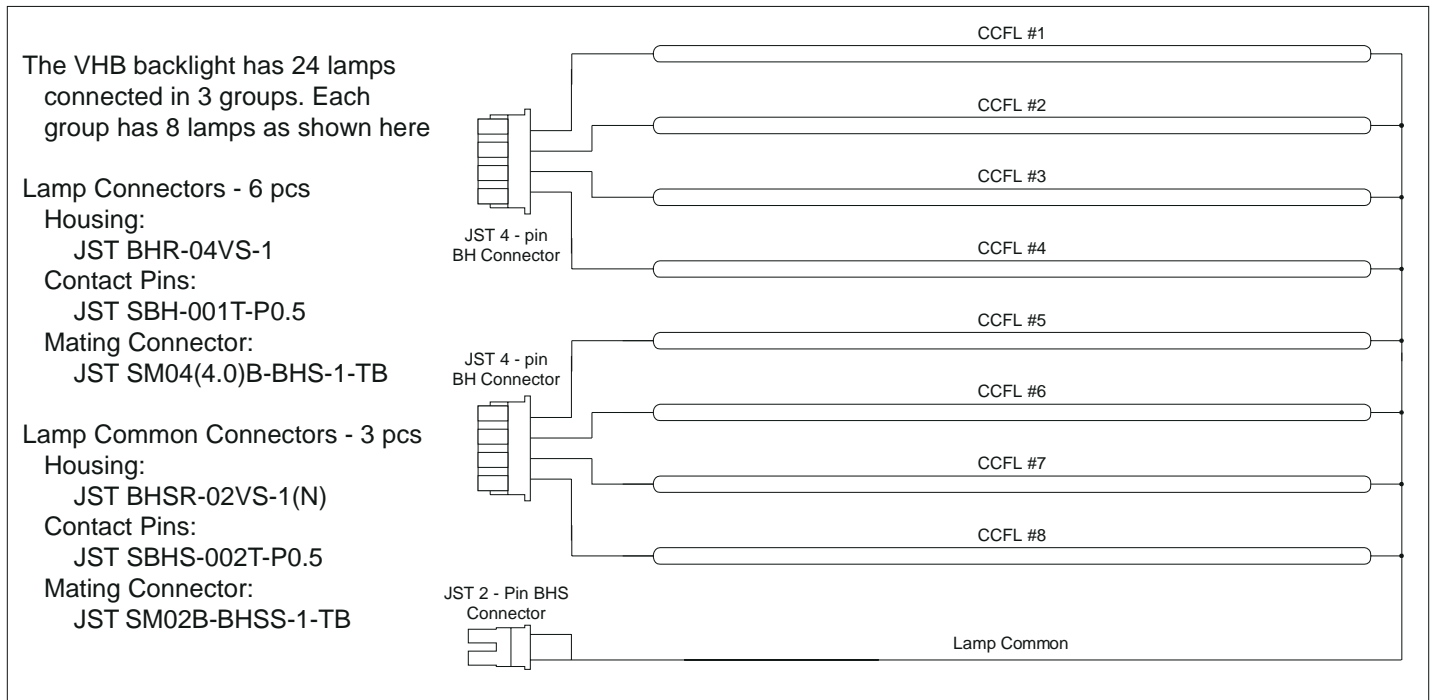 The VHB backlight has 24 lamps
connected in 3 groups. Each
group has 8 lamps as shown here
Lamp Connectors - 6 pcs
Housing:
JST BHR-04VS-1
Contact Pins:
JST SBH-001T-P0.5
Mating Connector:
JST SM04(4.0)B-BHS-1-TB
Lamp Common Connectors - 3 pcs
Housing:
JST BHSR-02VS-1(N)
Contact Pins:
JST SBHS-002T-P0.5
Mating Connector:
JST SM02B-BHSS-1-TB
CCFL #1
CCFL #2
CCFL #3
JST 4 - pin
BH Connector
CCFL #4
CCFL #5
JST 4 - pin
BH Connector
CCFL #6
CCFL #7
CCFL #8
JST 2 - Pin BHS
Connector
Lamp Common